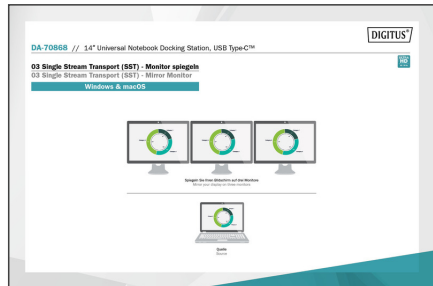 DIGITUS®
DA-70868 // 14" Universal Notebook Docking Station, USB Type-C™
HD
03 Single Stream Transport (SST) - Monitor spiegeln
03 Single Stream Transport (SST) - Mirror Monitor
Windows & macOS
Spiegeln Sie Ihren Bildschirm auf drei Monitore
Mirror your display on three monitors
Quelle
Source